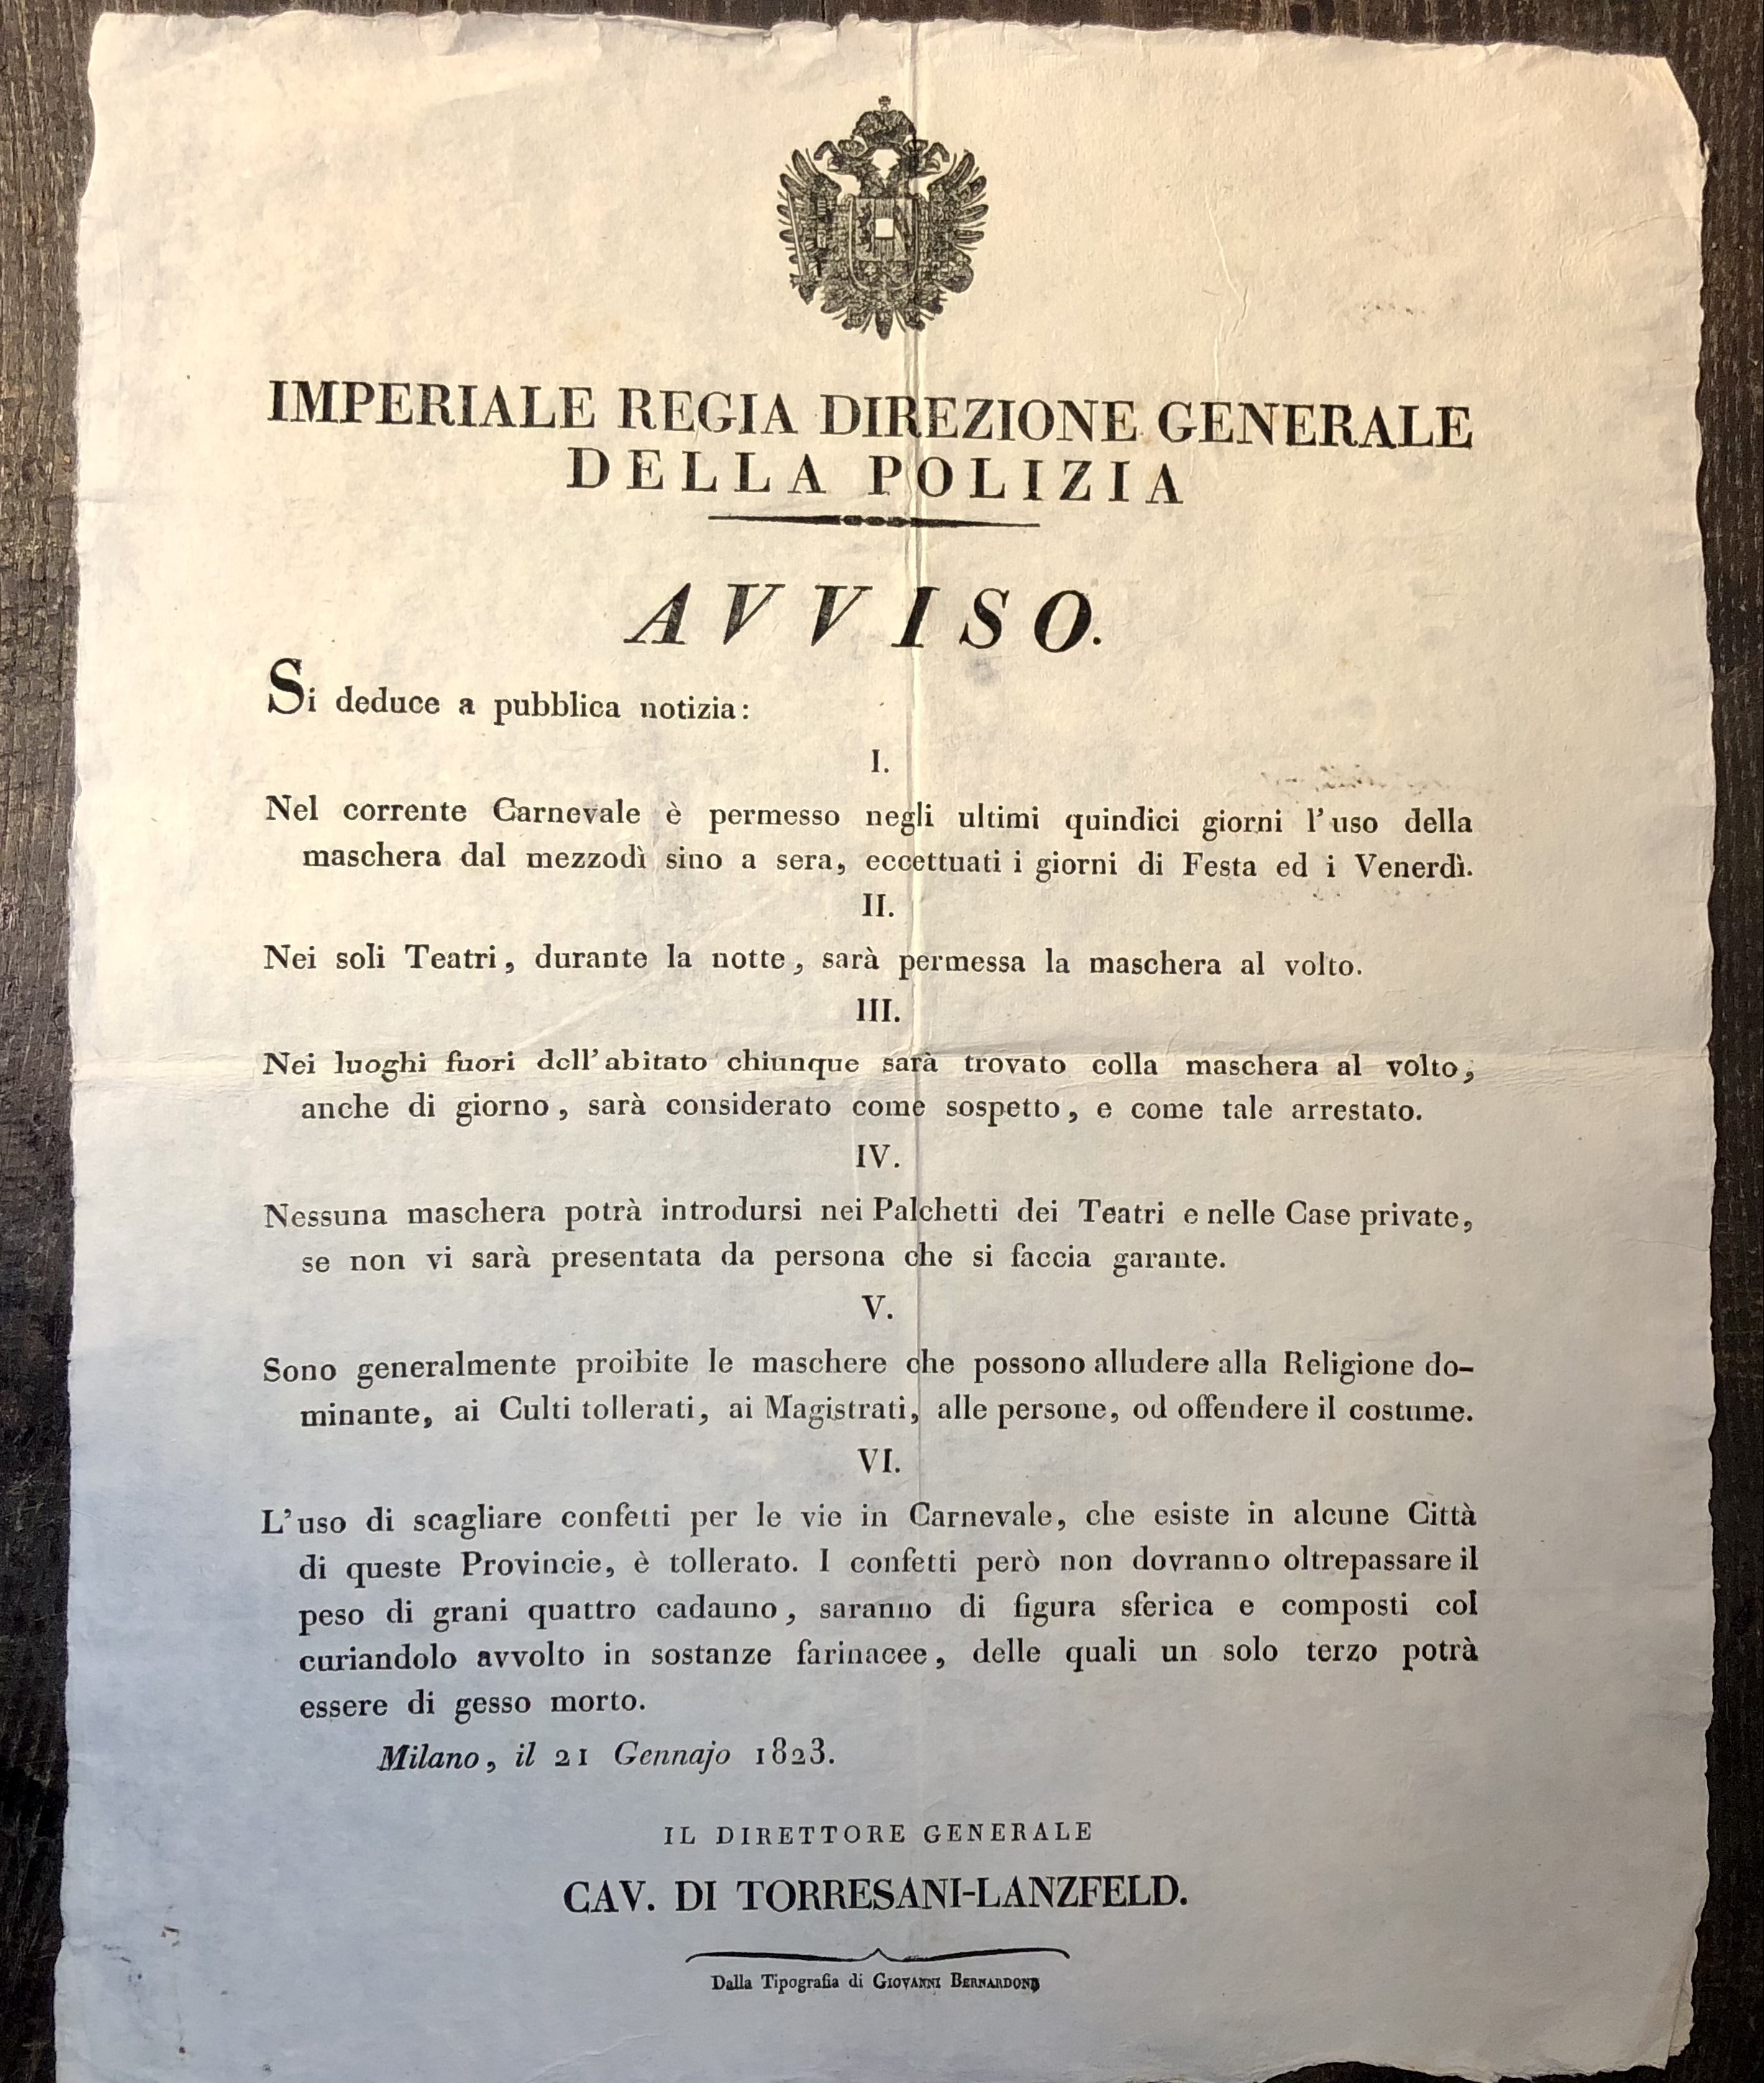 IMPERIALE REGIA DIREZIONE GENERALE
DELLA POLIZIA
AVVISO.
Si deduce a pubblica notizia:
I.
Nel corrente Carnevale è permesso negli ultimi quindici giorni l'uso della
maschera dal mezzodì sino a sera, eccettuati i giorni di Festa ed i Venerdì.
II.
Nei soli Teatri, durante la notte, sarà permessa la maschera al volto.
III.
Nei luoghi fuori dell'abitato chiunque sarà trovato colla maschera al volto,
anche di giorno, sarà considerato come sospetto, e come tale arrestato.
IV.
Nessuna maschera potrà introdursi nei Palchetti dei Teatri e nelle Case private,
se non vi sarà presentata da persona che si faccia garante.
V.
Sono generalmente proibite le maschere che possono alludere alla Religione do-
minante, ai Culti tollerati, ai Magistrati, alle persone, od offendere il costume.
VI.
L'uso di scagliare confetti per le vie in Carnevale, che esiste in alcune Città
di queste Provincie, è tollerato. I confetti però non dovranno oltrepassare il
peso di grani quattro cadauno, saranno di figura sferica e composti col
curiandolo avvolto in sostanze farinacee, delle quali un solo terzo potrà
essere di gesso morto.
Milano, il 21 Gennajo 1823.
IL DIRETTORE GENERALE
CAV. DI TORRESANI-LANZFELD.
Dalla Tipografia di GIOVANNI BERNARDONI